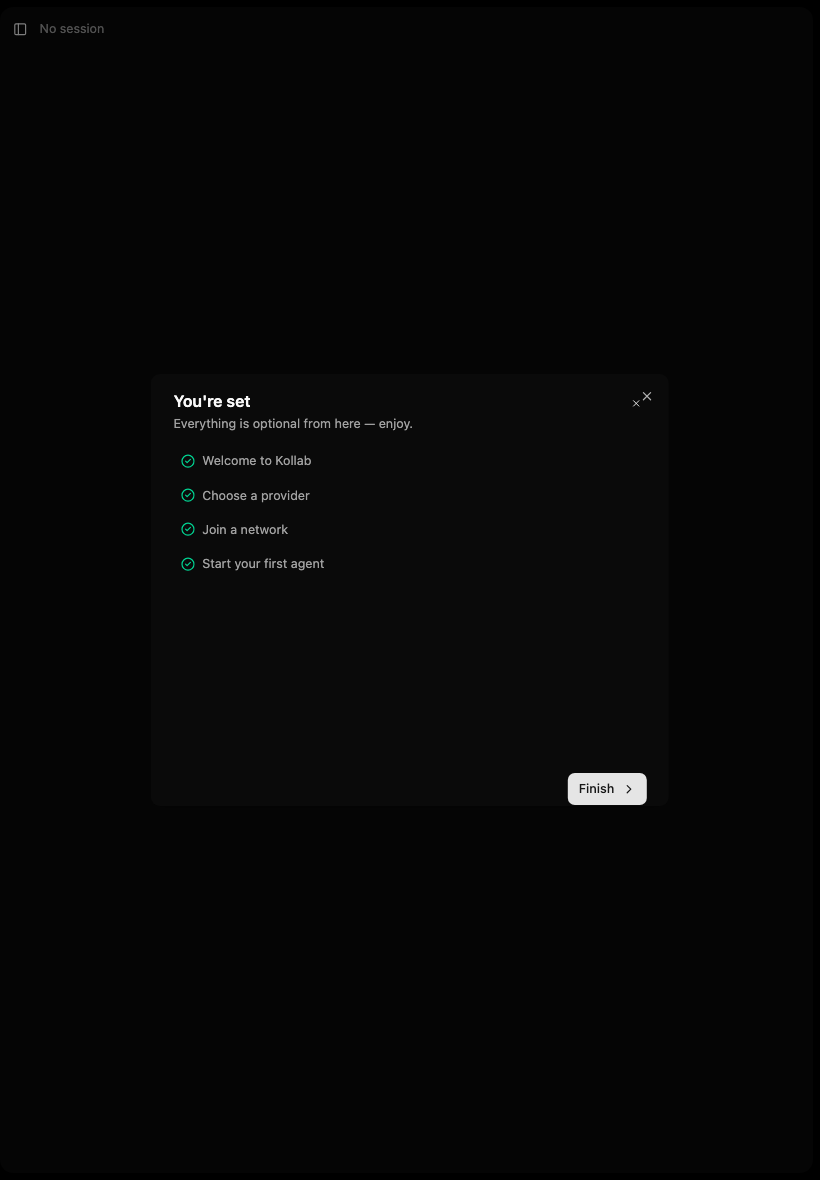 No session
You're set
Everything is optional from here — enjoy.
Welcome to Kollab
Choose a provider
Join a network
Start your first agent
Finish